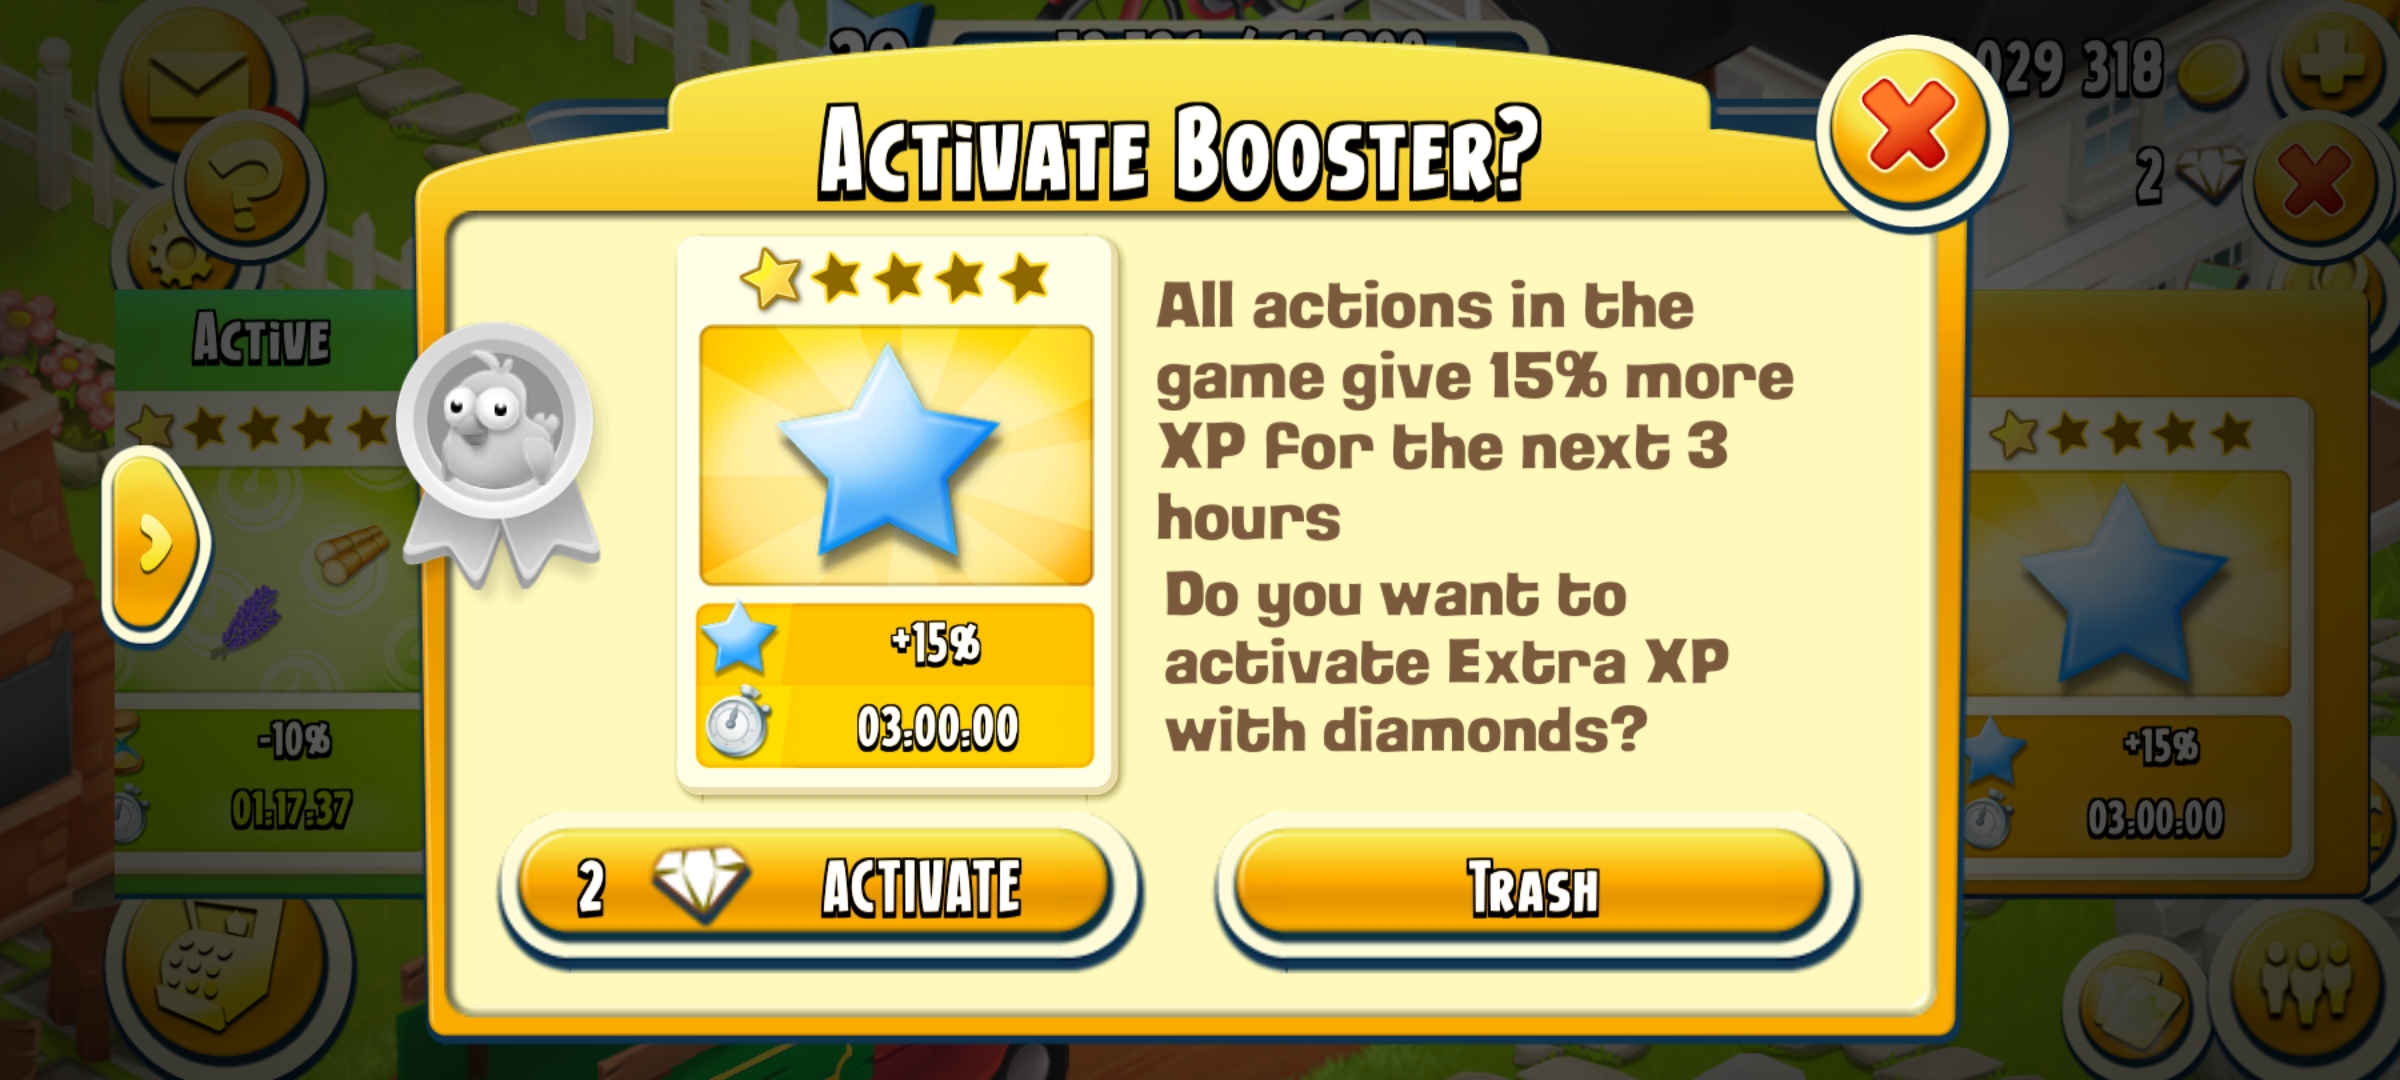 029 318
Activate Booster?
2
Active
All actions in the
game give 15% more
XP for the next 3
hours
Do you want to
activate Extra XP
with diamonds?
+15%
03:00:00
-10%
01:17:37
+15%
03:00:00
2 ACTIVATE
TRASH